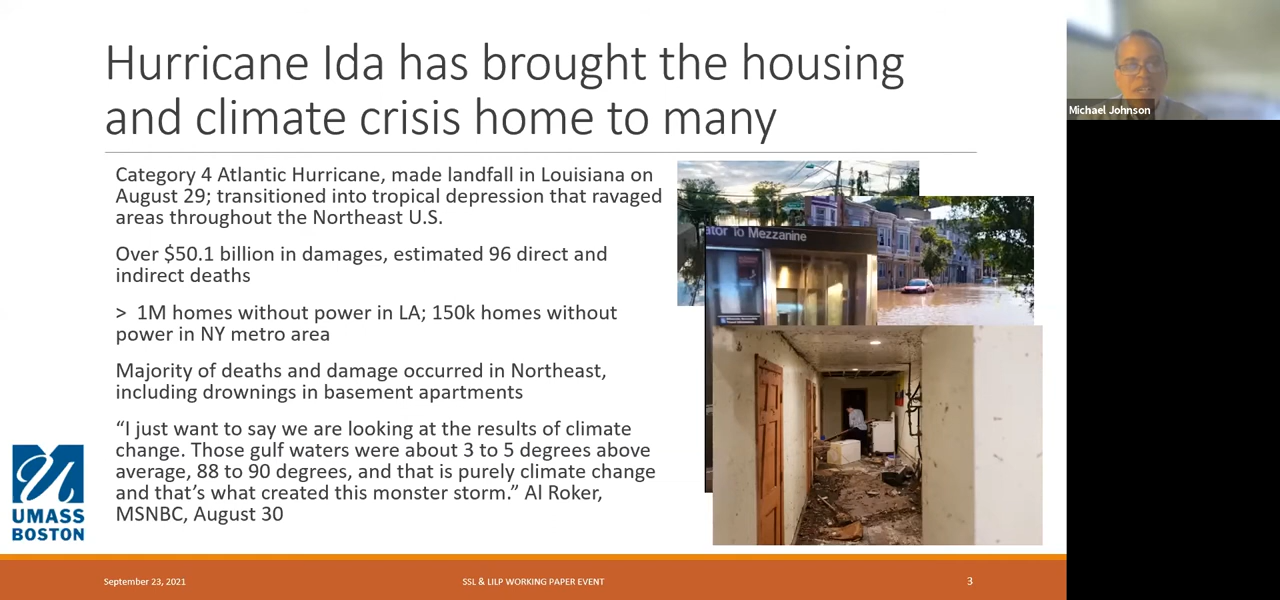 Hurricane Ida has brought the housing
and climate crisis home to many
Category 4 Atlantic Hurricane, made landfall in Louisiana on
August 29; transitioned into tropical depression that ravaged
areas throughout the Northeast U.S.
Over $50.1 billion in damages, estimated 96 direct and
indirect deaths
> 1M homes without power in LA; 150k homes without
power in NY metro area
Majority of deaths and damage occurred in Northeast,
including drownings in basement apartments
“I just want to say we are looking at the results of climate
change. Those gulf waters were about 3 to 5 degrees above
average, 88 to 90 degrees, and that is purely climate change
and that’s what created this monster storm.” Al Roker,
MSNBC, August 30
ator To Mezzanine
UMASS
BOSTON
September 23, 2021
SSL & LILP WORKING PAPER EVENT
3
Michael Johnson